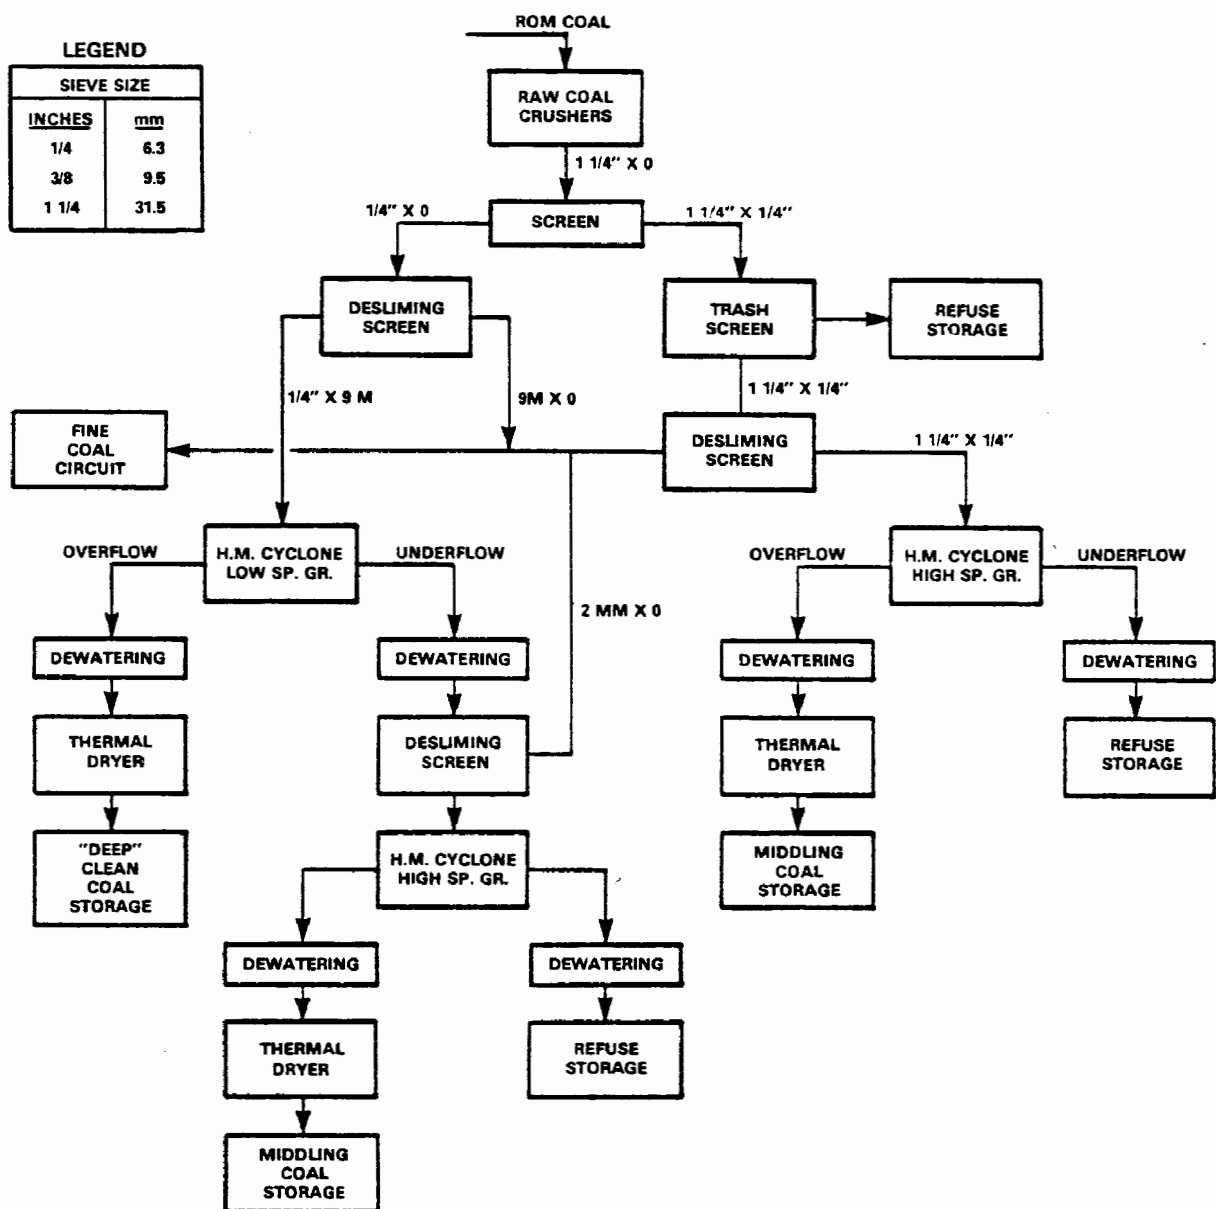 ROM COAL
LEGEND
SIEVE SIZE
INCHES mm
1/4 6.3
3/8 9.5
1 1/4 31.5
RAW COAL
CRUSHERS
1 1/4" X 0
SCREEN
1/4" X 0
1 1/4" X 1/4"
DESLIMING
SCREEN
TRASH
SCREEN
REFUSE
STORAGE
1/4" X 9 M
9M X 0
1 1/4" X 1/4"
FINE
COAL
CIRCUIT
DESLIMING
SCREEN
1 1/4" X 1/4"
OVERFLOW
H.M. CYCLONE
LOW SP. GR.
UNDERFLOW
OVERFLOW
H.M. CYCLONE
HIGH SP. GR.
UNDERFLOW
2 MM X 0
DEWATERING
DEWATERING
DEWATERING
DEWATERING
THERMAL
DRYER
DESLIMING
SCREEN
THERMAL
DRYER
REFUSE
STORAGE
"DEEP"
CLEAN
COAL
STORAGE
H.M. CYCLONE
HIGH SP. GR.
MIDDLING
COAL
STORAGE
DEWATERING
DEWATERING
THERMAL
DRYER
REFUSE
STORAGE
MIDDLING
COAL
STORAGE